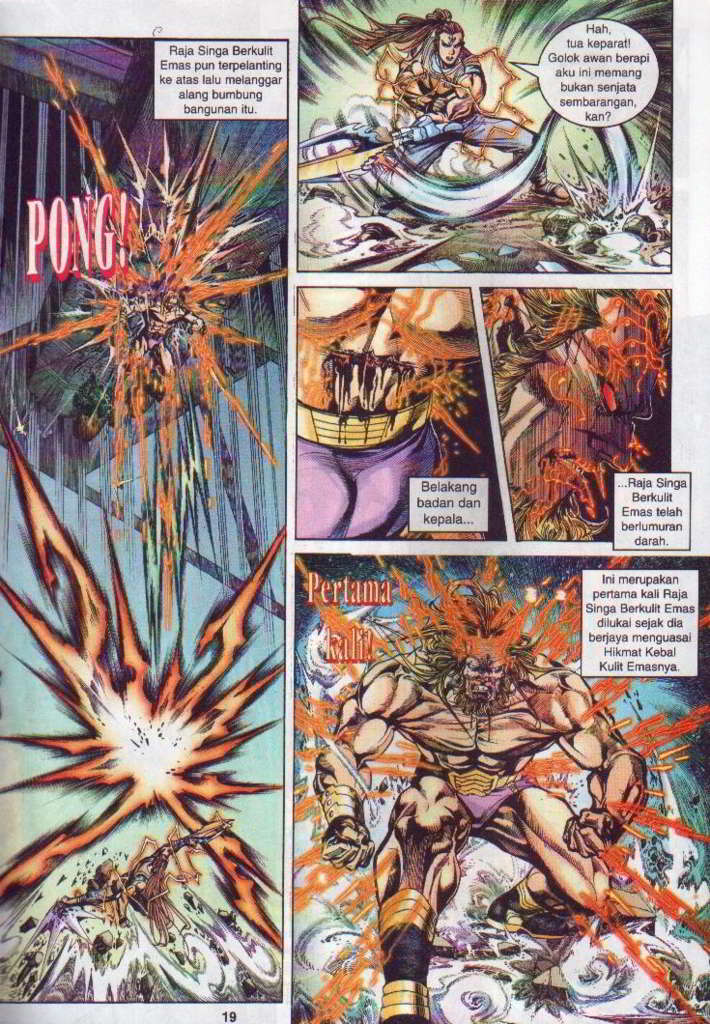 Raja Singa Berkulit
Emas pun terpelanting
ke atas lalu melanggar
alang bumbung
bangunan itu.
PONG!
Hah,
tua keparat!
Golok awan berapi
aku ini memang
bukan senjata
sembarangan,
kan?
Belakang
badan dan
kepala...
...Raja Singa
Berkulit
Emas telah
berlumuran
darah.
Pertama
kali!
Ini merupakan
pertama kali Raja
Singa Berkulit Emas
dilukai sejak dia
berjaya menguasai
Hikmat Kebal
Kulit Emasnya.
19